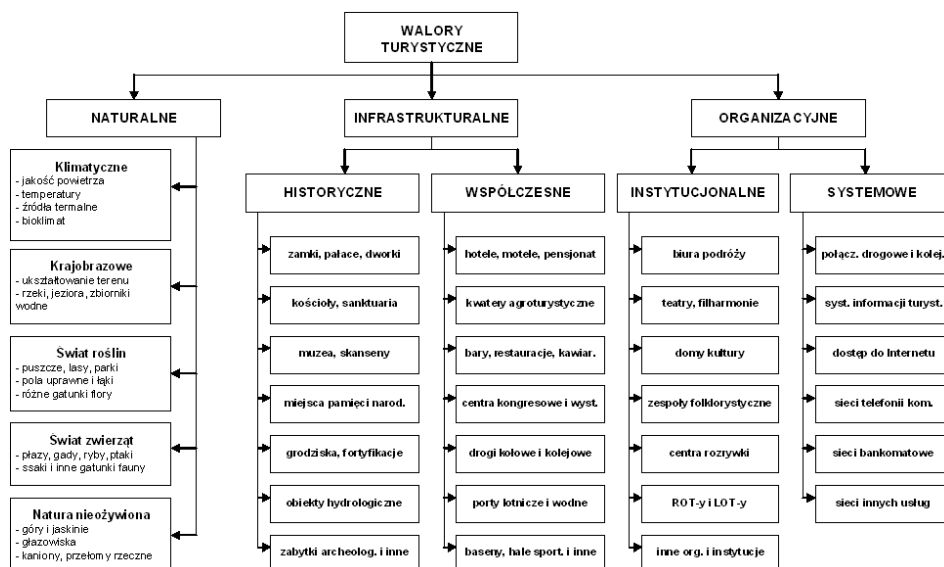 WALORY
TURYSTYCZNE
NATURALNE
INFRASTRUKTURALNE
ORGANIZACYJNE
Klimatyczne
- jakość powietrza
- temperatury
- źródła termalne
- bioklimat
Krajobrazowe
- ukształtowanie terenu
- rzeki, jeziora, zbiorniki
wodne
Świat roślin
- puszcze, lasy, parki
- pola uprawne i łąki
- różne gatunki flory
Świat zwierząt
- płazy, gady, ryby, ptaki
- ssaki i inne gatunki fauny
Natura nieożywiona
- góry i jaskinie
- głazowiska
- kaniony, przełomy rzeczne
HISTORYCZNE
zamki, pałace, dworki
kościoły, sanktuaria
muzea, skanseny
miejsca pamięci narod.
grodziska, fortyfikacje
obiekty hydrologiczne
zabytki archeolog. i inne
WSPÓŁCZESNE
hotele, motele, pensjonat
kwatery agroturystyczne
bary, restauracje, kawiar.
centra kongresowe i wyst.
drogi kołowe i kolejowe
porty lotnicze i wodne
baseny, hale sport. i inne
INSTYTUCJONALNE
biura podróży
teatry, filharmonie
domy kultury
zespoły folklorystyczne
centra rozrywki
ROT-y i LOT-y
inne org. i instytucje
SYSTEMOWE
połącz. drogowe i kolej.
syst. informacji turyst.
dostęp do Internetu
sieci telefonii kom.
sieci bankomatowe
sieci innych usług